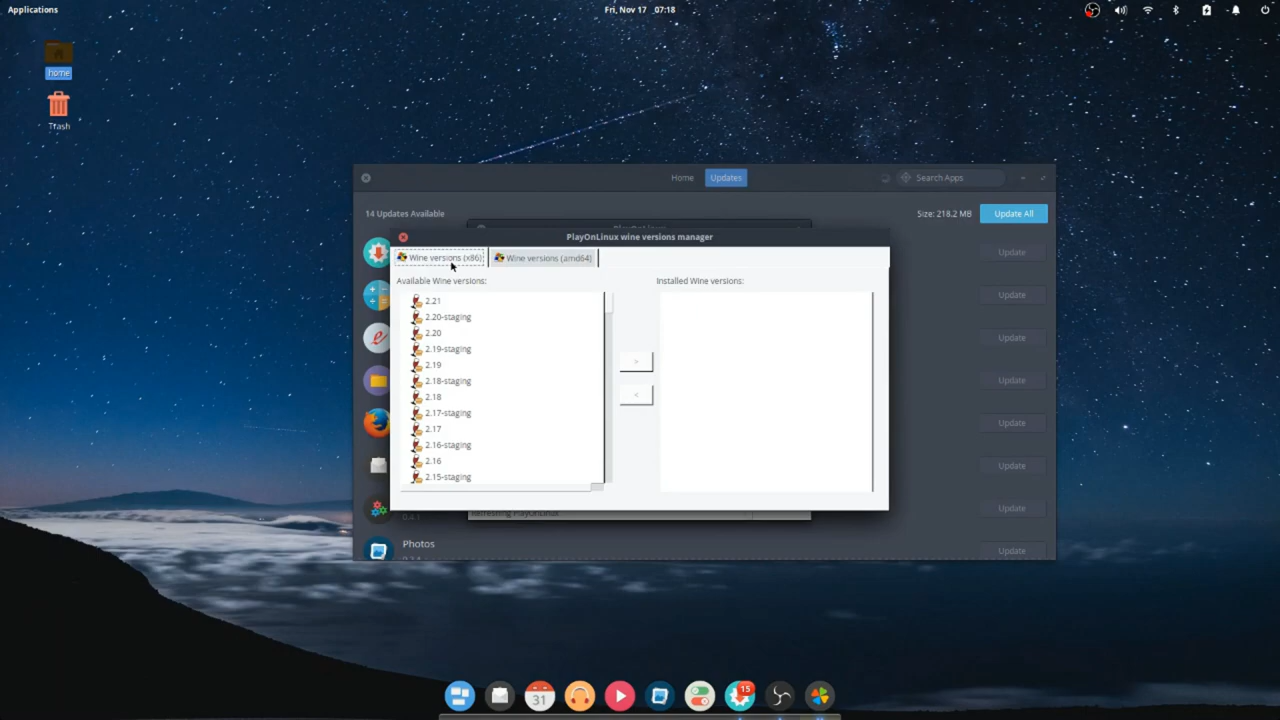 Applications
Fri, Nov 17 07:18
home
Trash
Home
Updates
Search Apps
14 Updates Available
Size: 218.2 MB
Update All
PlayOnLinux wine versions manager
Wine versions (x86)
Wine versions (amd64)
Available Wine versions:
Installed Wine versions:
2.21
2.20-staging
2.20
2.19-staging
2.19
2.18-staging
2.18
2.17-staging
2.17
2.16-staging
2.16
2.15-staging
>
<
Update
Update
Update
Update
Update
Update
Update
Refreshing PlayOnLinux
Photos
Update
31
15